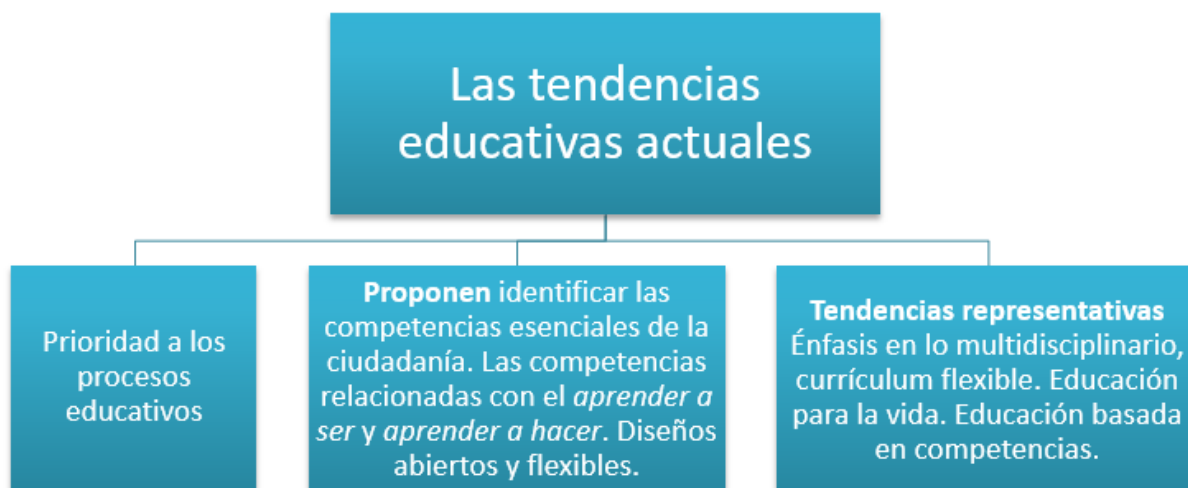 Las tendencias
educativas actuales
Prioridad a los
procesos
educativos
Proponen identificar las
competencias esenciales de la
ciudadanía. Las competencias
relacionadas con el aprender a
ser y aprender a hacer. Diseños
abiertos y flexibles.
Tendencias representativas
Énfasis en lo multidisciplinario,
currículum flexible. Educación
para la vida. Educación basada
en competencias.